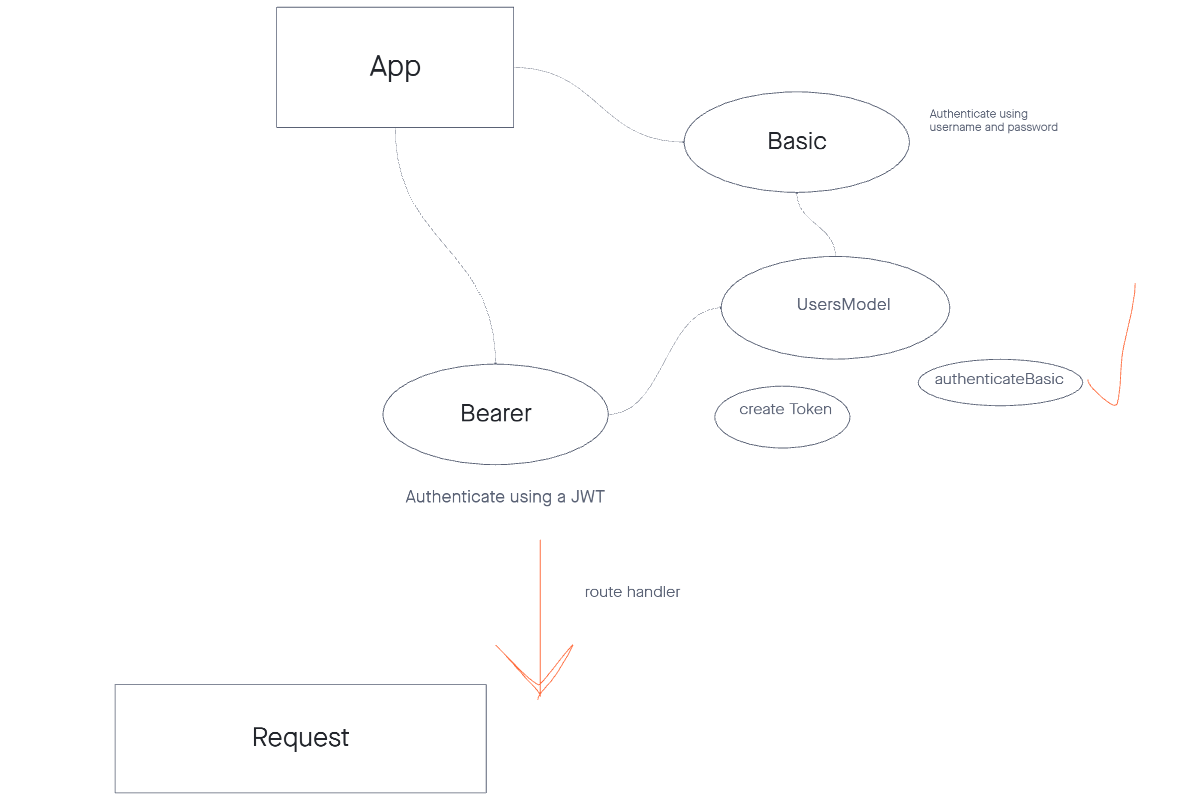 App
Authenticate using
username and password
Basic
UsersModel
authenticateBasic
create Token
Bearer
Authenticate using a JWT
route handler
Request